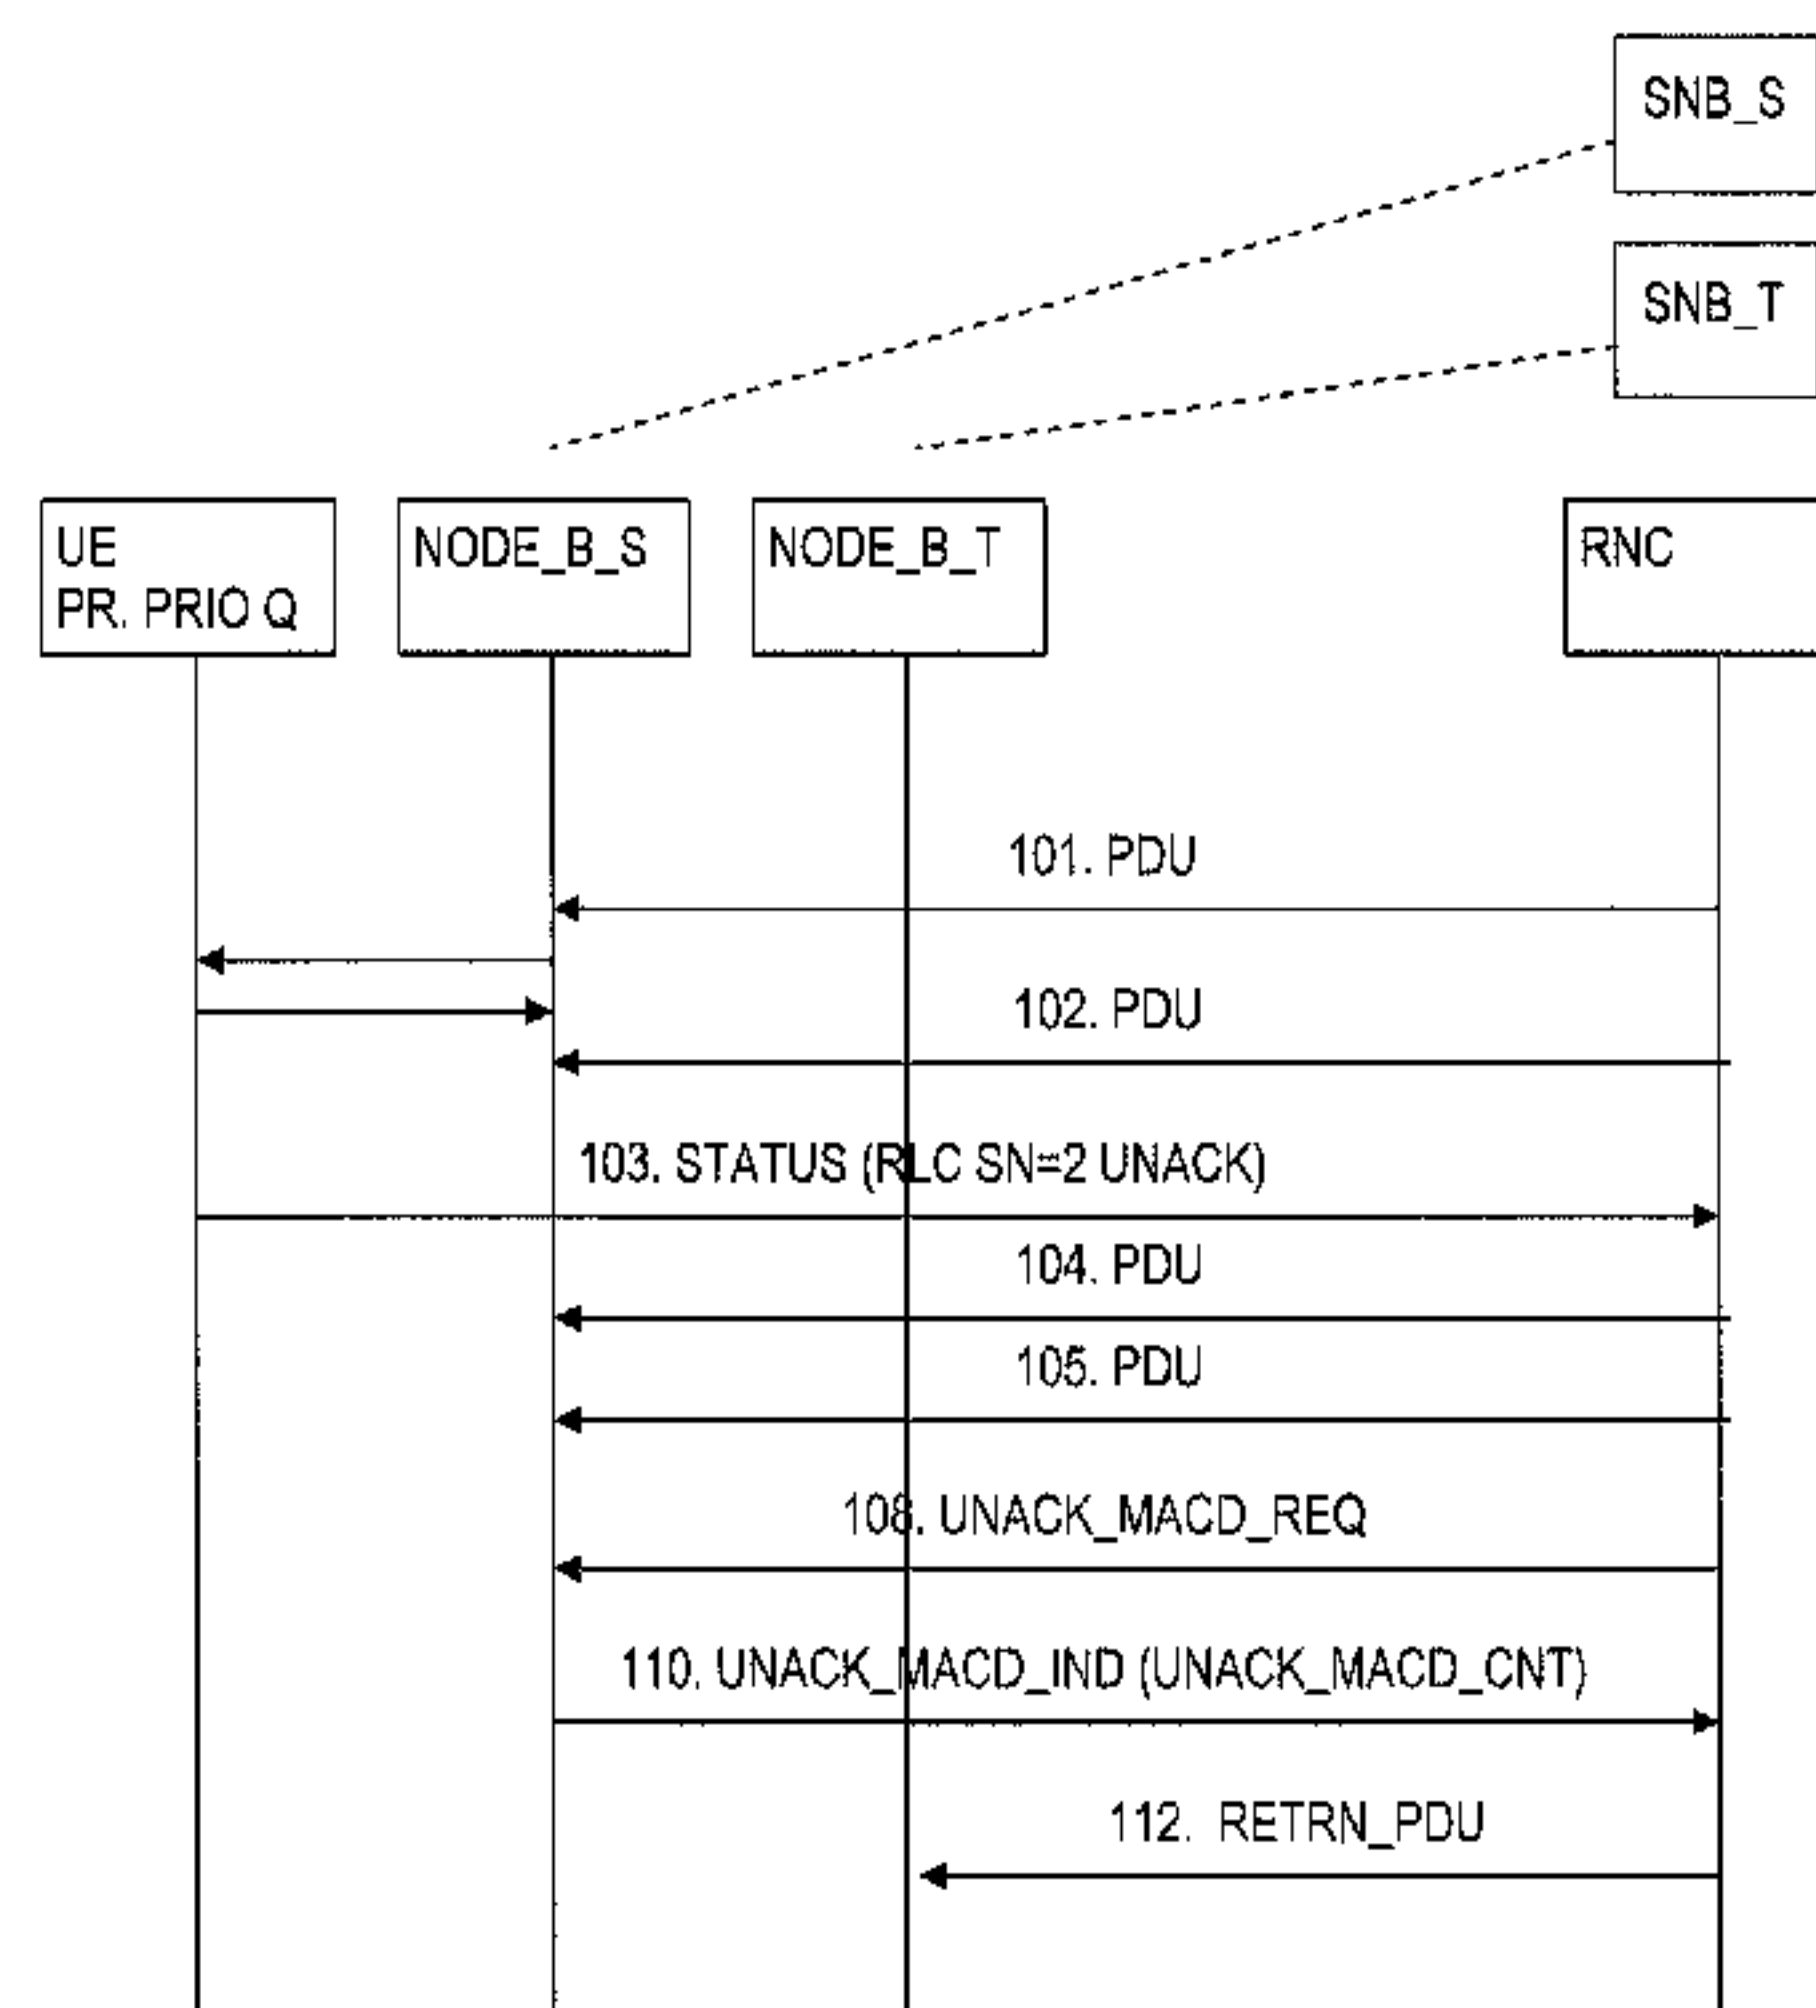 SNB_S
SNB_T
UE
PR. PRIO Q
NODE_B_S
NODE_B_T
RNC
101. PDU
102. PDU
103. STATUS (RLC SN=2 UNACK)
104. PDU
105. PDU
108. UNACK_MACD_REQ
110. UNACK_MACD_IND (UNACK_MACD_CNT)
112. RETRN_PDU